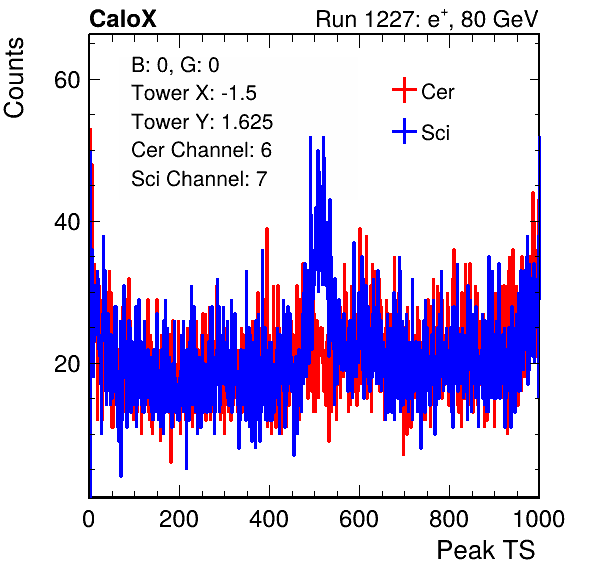 CaloX Run 1227: e⁺, 80 GeV
Counts
B: 0, G: 0
Tower X: -1.5
Tower Y: 1.625
Cer Channel: 6
Sci Channel: 7
Cer
Sci
60
40
20
0 200 400 600 800 1000
Peak TS